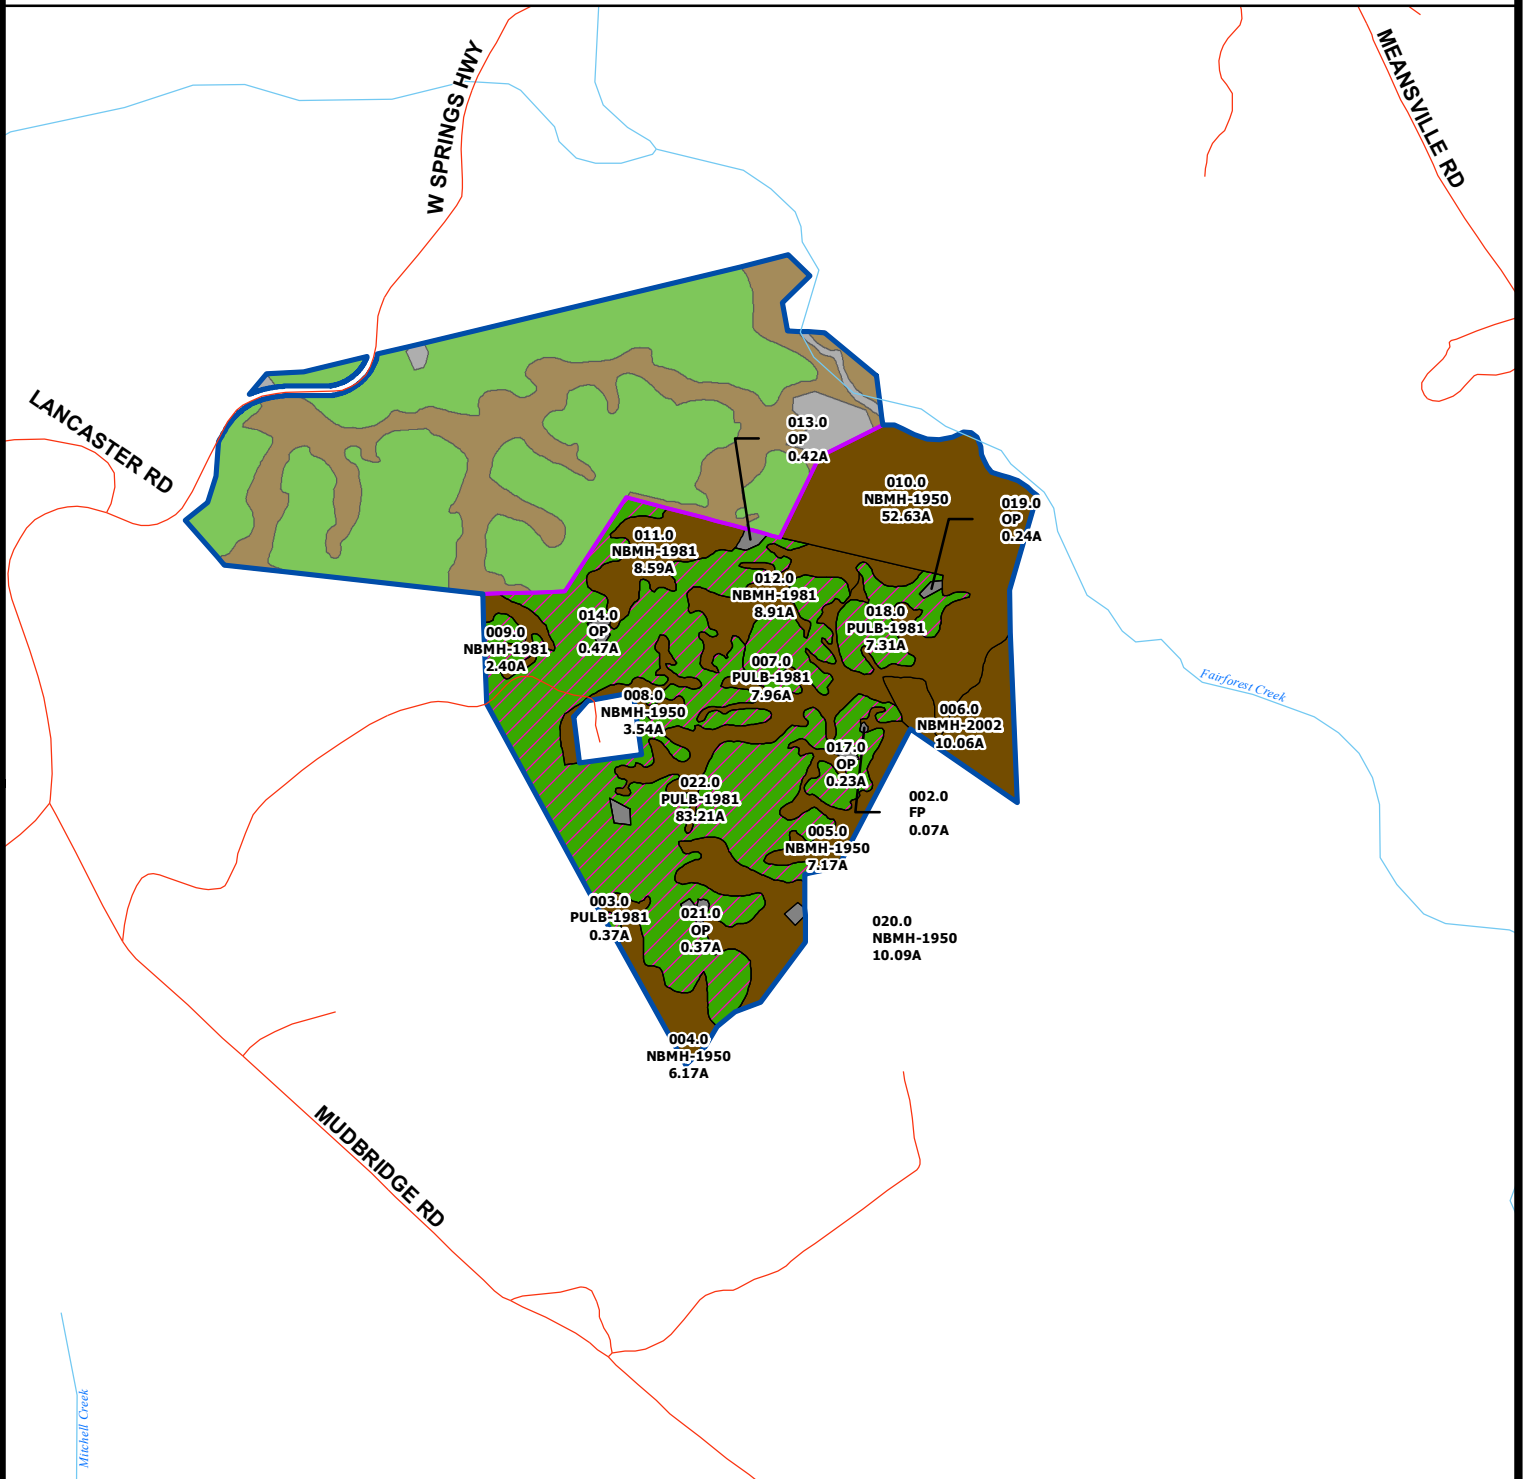 W SPRINGS HWY
MEANSVILLE RD
LANCASTER RD
013.0
OP
0.42A
010.0
NBMH-1950
52.63A
019.0
OP
0.24A
011.0
NBMH-1981
8.59A
012.0
NBMH-1981
8.91A
014.0
OP
0.47A
018.0
PULB-1981
7.31A
009.0
NBMH-1981
2.40A
007.0
PULB-1981
7.96A
Fairforest Creek
008.0
NBMH-1950
3.54A
006.0
NBMH-2002
10.06A
017.0
OP
0.23A
022.0
PULB-1981
83.21A
002.0
FP
0.07A
005.0
NBMH-1950
7.17A
003.0
PULB-1981
0.37A
021.0
OP
0.37A
020.0
NBMH-1950
10.09A
004.0
NBMH-1950
6.17A
MUDBRIDGE RD
Mitchell Creek